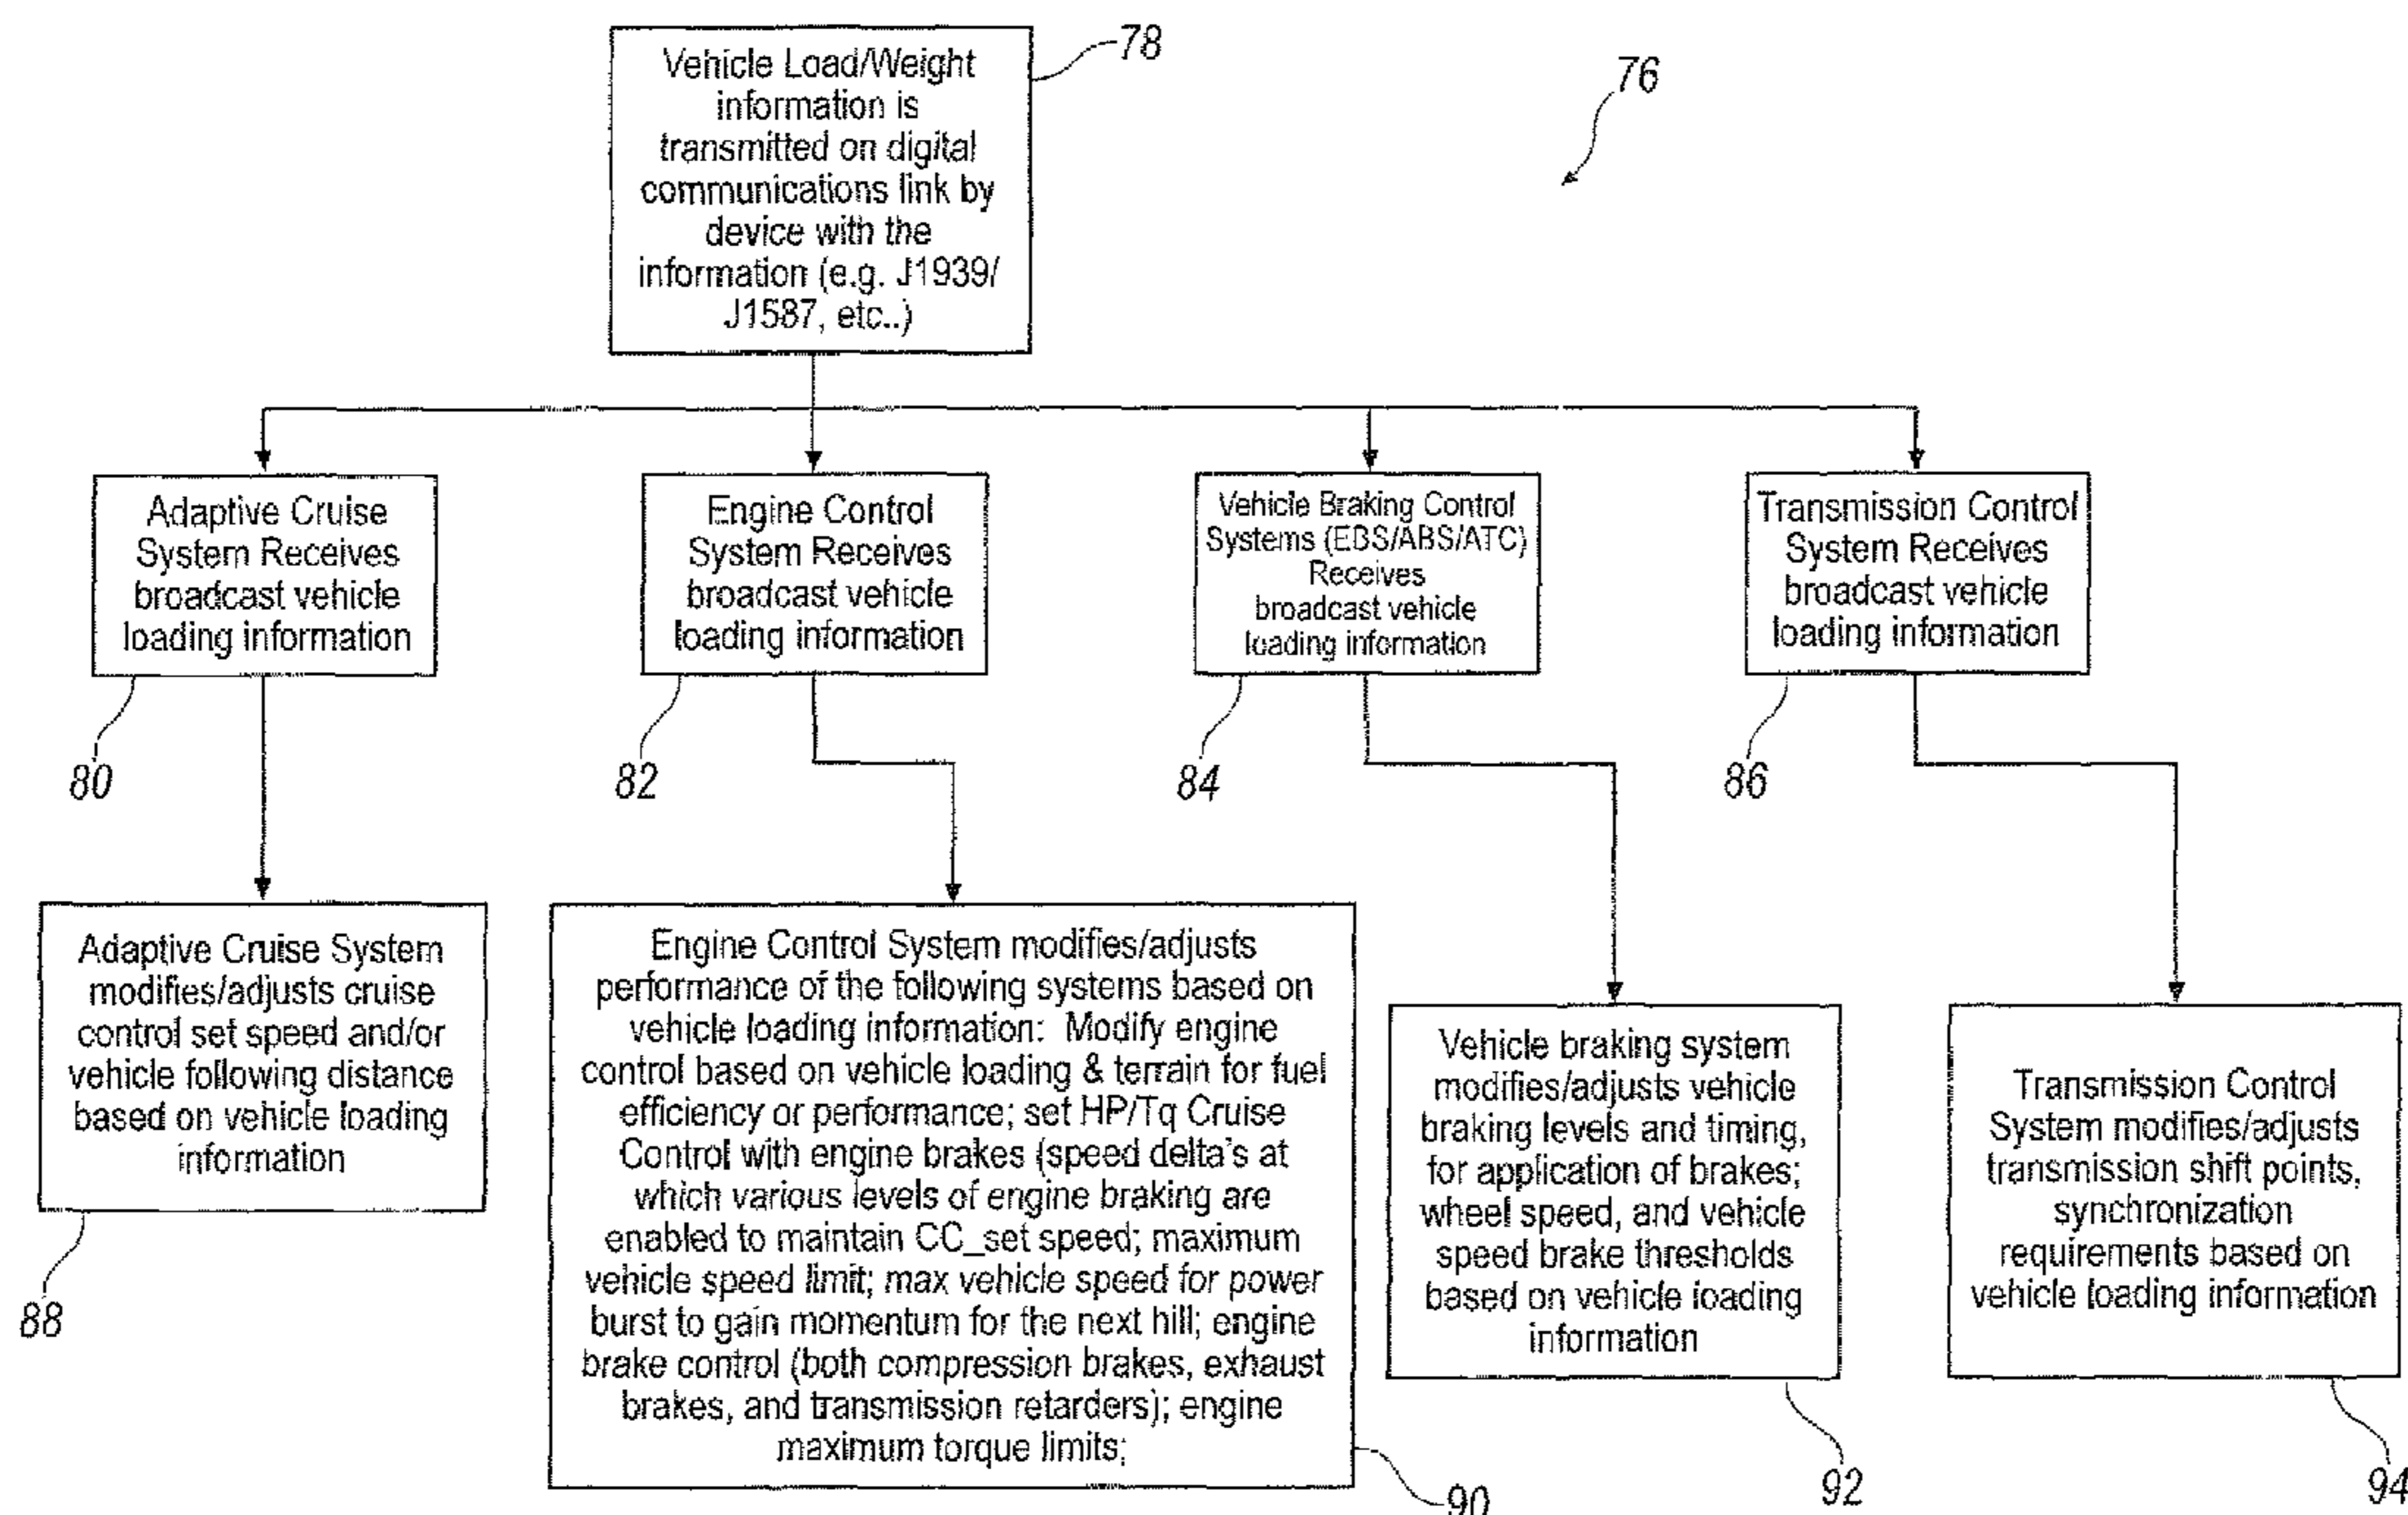 Vehicle Load/Weight
information is
transmitted on digital
communications link by
device with the
information (e.g. J1939/
J1587, etc..)
78
76
Adaptive Cruise
System Receives
broadcast vehicle
loading information
80
Engine Control
System Receives
broadcast vehicle
loading information
82
Vehicle Braking Control
Systems (EBS/ABS/ATC)
Receives
broadcast vehicle
loading information
84
Transmission Control
System Receives
broadcast vehicle
loading information
86
Adaptive Cruise System
modifies/adjusts cruise
control set speed and/or
vehicle following distance
based on vehicle loading
information
88
Engine Control System modifies/adjusts
performance of the following systems based on
vehicle loading information: Modify engine
control based on vehicle loading & terrain for fuel
efficiency or performance; set HP/Tq Cruise
Control with engine brakes (speed delta's at
which various levels of engine braking are
enabled to maintain CC_set speed; maximum
vehicle speed limit; max vehicle speed for power
burst to gain momentum for the next hill; engine
brake control (both compression brakes, exhaust
brakes, and transmission retarders); engine
maximum torque limits;
90
Vehicle braking system
modifies/adjusts vehicle
braking levels and timing,
for application of brakes;
wheel speed, and vehicle
speed brake thresholds
based on vehicle loading
information
92
Transmission Control
System modifies/adjusts
transmission shift points,
synchronization
requirements based on
vehicle loading information
94